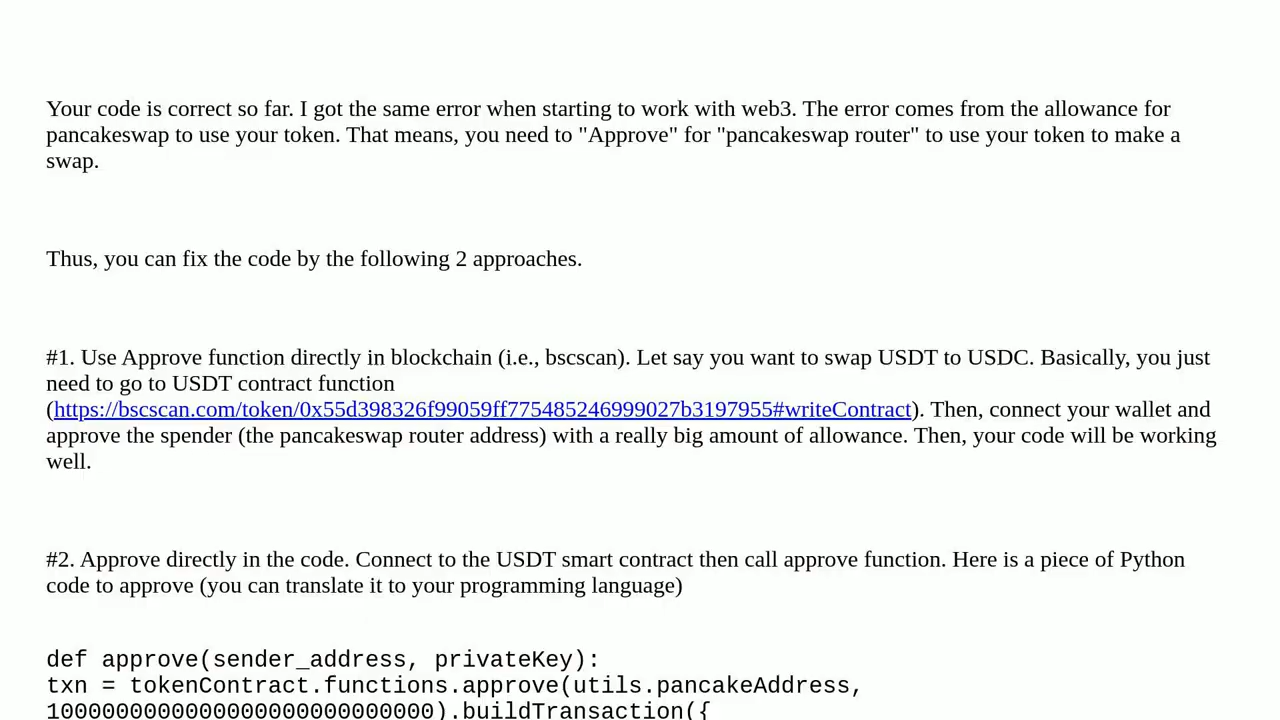 Your code is correct so far. I got the same error when starting to work with web3. The error comes from the allowance for
pancakeswap to use your token. That means, you need to "Approve" for "pancakeswap router" to use your token to make a
swap.
Thus, you can fix the code by the following 2 approaches.
#1. Use Approve function directly in blockchain (i.e., bscscan). Let say you want to swap USDT to USDC. Basically, you just
need to go to USDT contract function
(https://bscscan.com/token/0x55d398326f99059ff775485246999027b3197955#writeContract). Then, connect your wallet and
approve the spender (the pancakeswap router address) with a really big amount of allowance. Then, your code will be working
well.
#2. Approve directly in the code. Connect to the USDT smart contract then call approve function. Here is a piece of Python
code to approve (you can translate it to your programming language)
def approve(sender_address, privateKey):
txn = tokenContract.functions.approve(utils.pancakeAddress,
1000000000000000000000000000).buildTransaction({